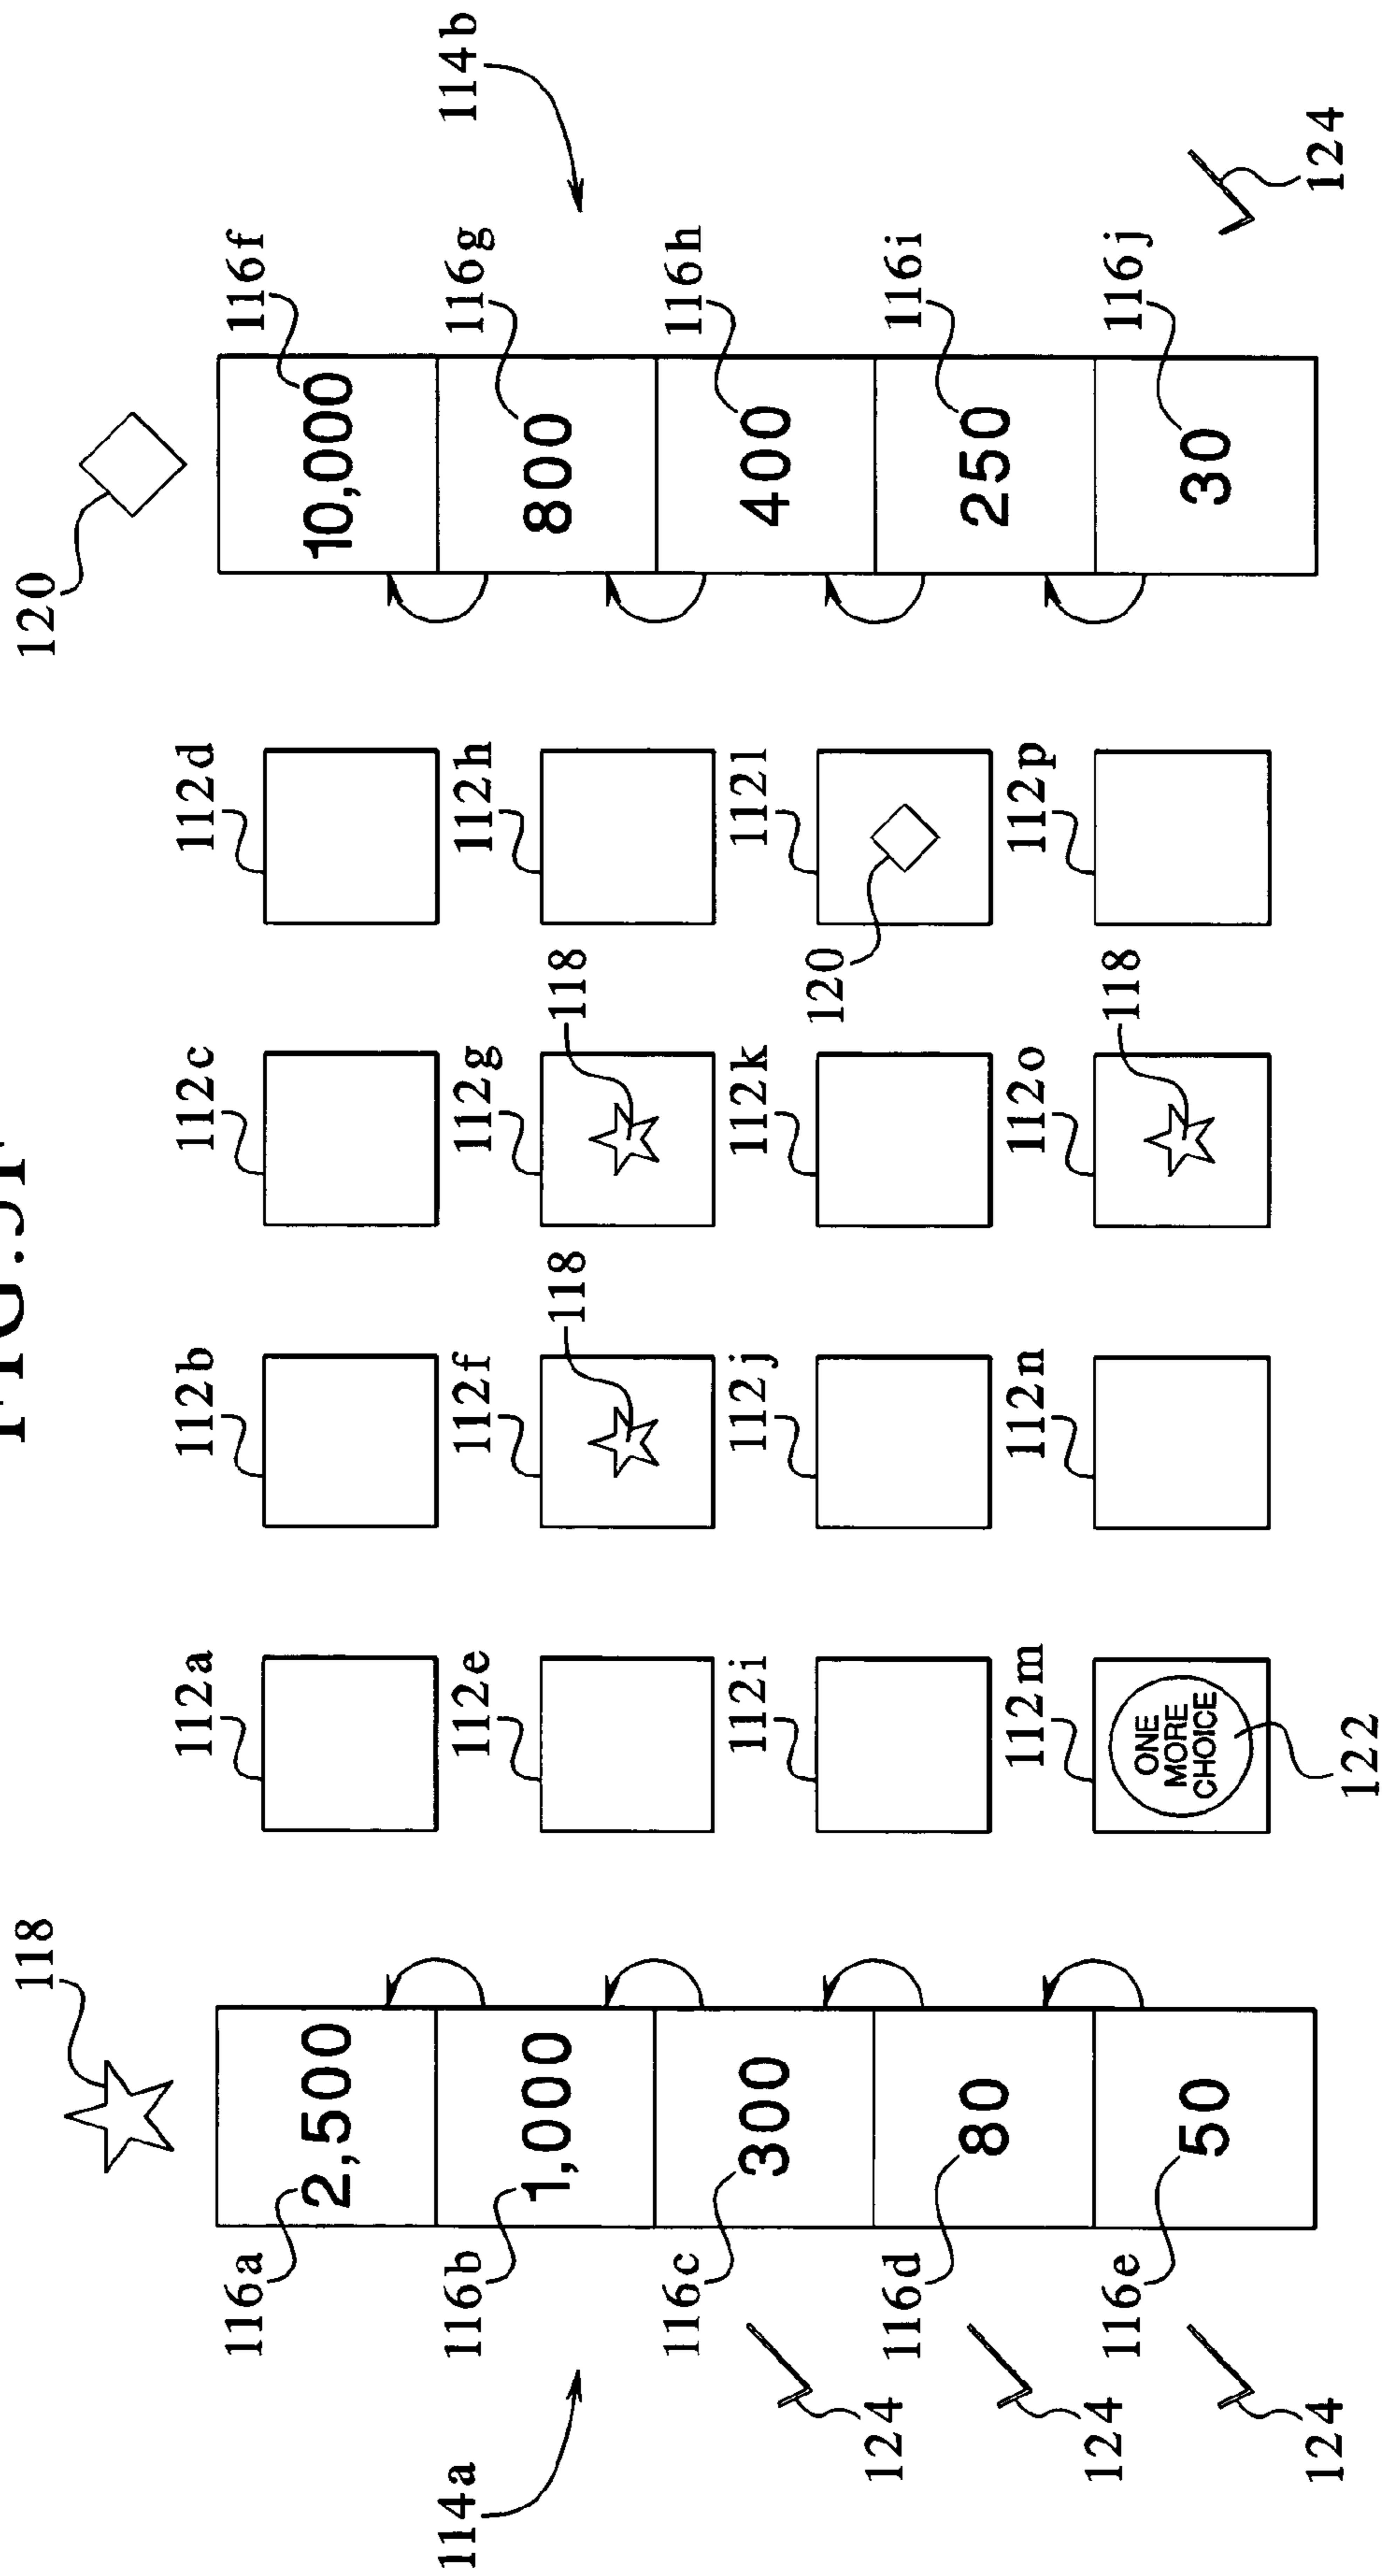 FIG.
118 120
112a 112b 112c 112d
116a 116f
2,500 10,000
114a 116b 112e 112f 112g 112h 116g 114b
1,000 118 118 800
116c 116h
300 112i 112j 112k 112l 400
120
124 116d 116i
80 250
112m 112n 112o 112p
124 116e 118 116j
ONE
MORE
CHOICE
50 30
124 124
122